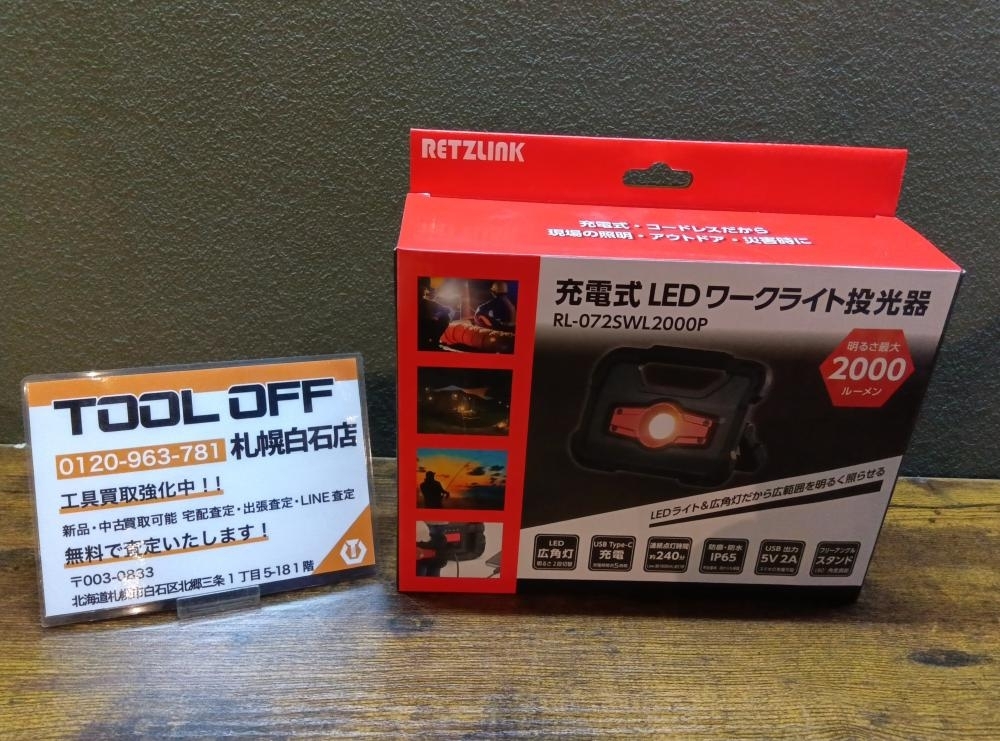 TOOL OFF
0120-963-781 札幌白石店
工具買取強化中!!
新品・中古買取可能 宅配査定・出張査定・LINE査定
無料で査定いたします!
〒003-0833
北海道札幌市白石区北郷三条1丁目5-18 1階
RETZLINK
充電式・コードレスだから
現場の照明・アウトドア・災害時に
充電式LEDワークライト投光器
RL-072SWL2000P
明るさ最大
2000
ルーメン
LEDライト&広角灯だから広範囲を明るく照らせる
LED
広角灯
明るさ2段切替
USB Type-C
充電
連続点灯時間
約240分
防塵・防水
IP65
USB出力
5V 2A
フリーアングル
スタンド